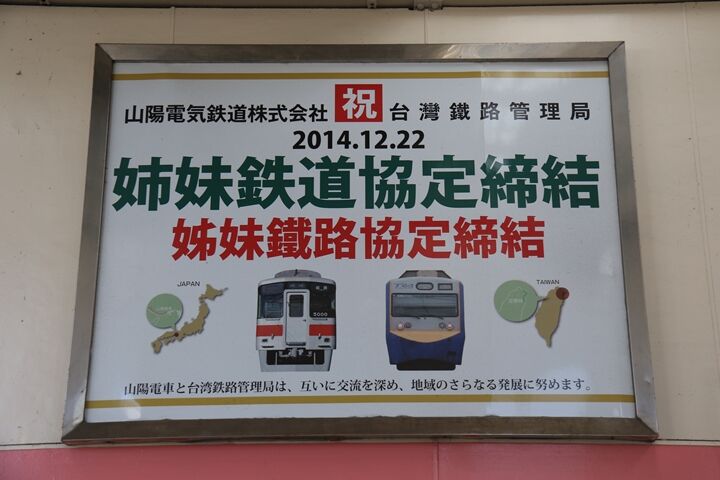 山陽電気鉄道株式会社 祝 台灣鐵路管理局
2014.12.22
姉妹鉄道協定締結
姊妹鐵路協定締結
JAPAN
TAIWAN
5000
山陽電車と台湾鉄路管理局は、互いに交流を深め、地域のさらなる発展に努めます。